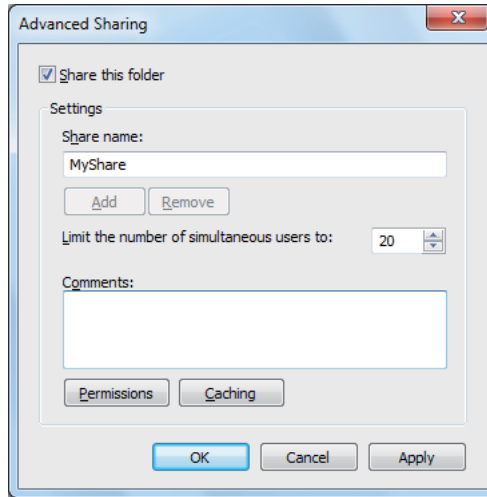 Advanced Sharing
Share this folder
Settings
Share name:
MyShare
Add Remove
Limit the number of simultaneous users to: 20
Comments:
Permissions Caching
OK Cancel Apply